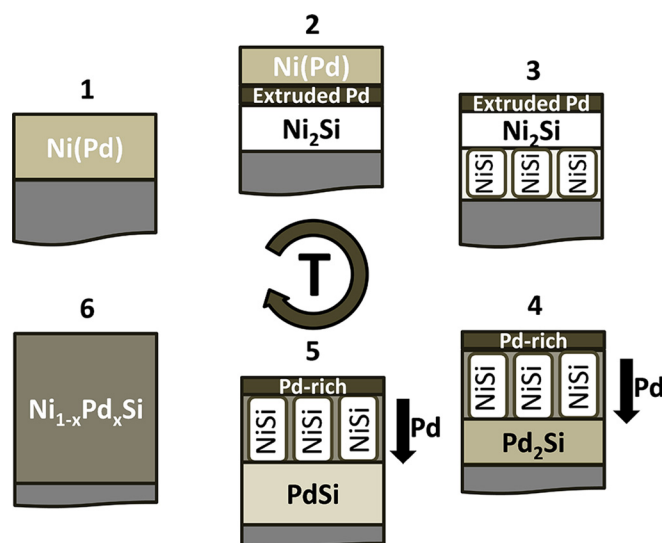 1
Ni(Pd)
2
Ni(Pd)
Extruded Pd
Ni₂Si
3
Extruded Pd
Ni₂Si
NiSi NiSi NiSi
T
4
Pd-rich
NiSi NiSi NiSi
Pd
Pd₂Si
5
Pd-rich
NiSi NiSi NiSi
Pd
PdSi
6
Ni₁₋ₓPdₓSi